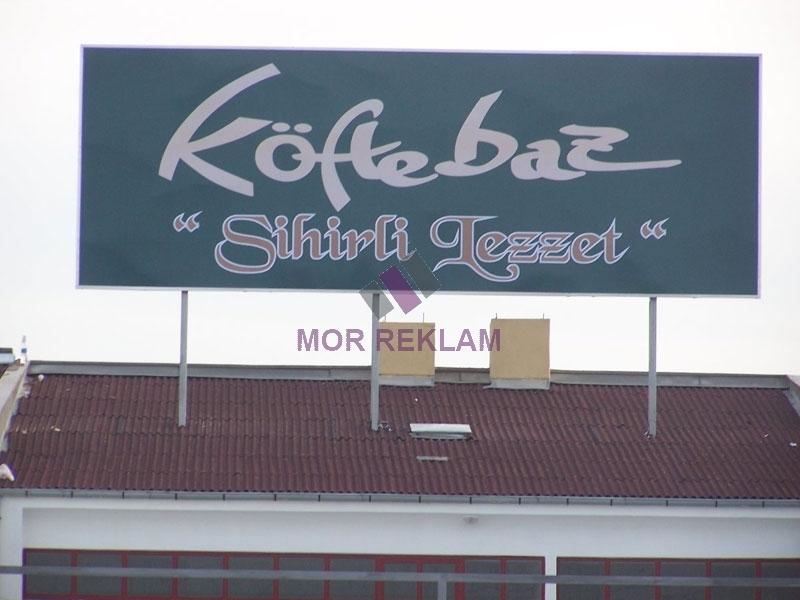 Köftebaz
“ Sihirli Lezzet “
MOR REKLAM